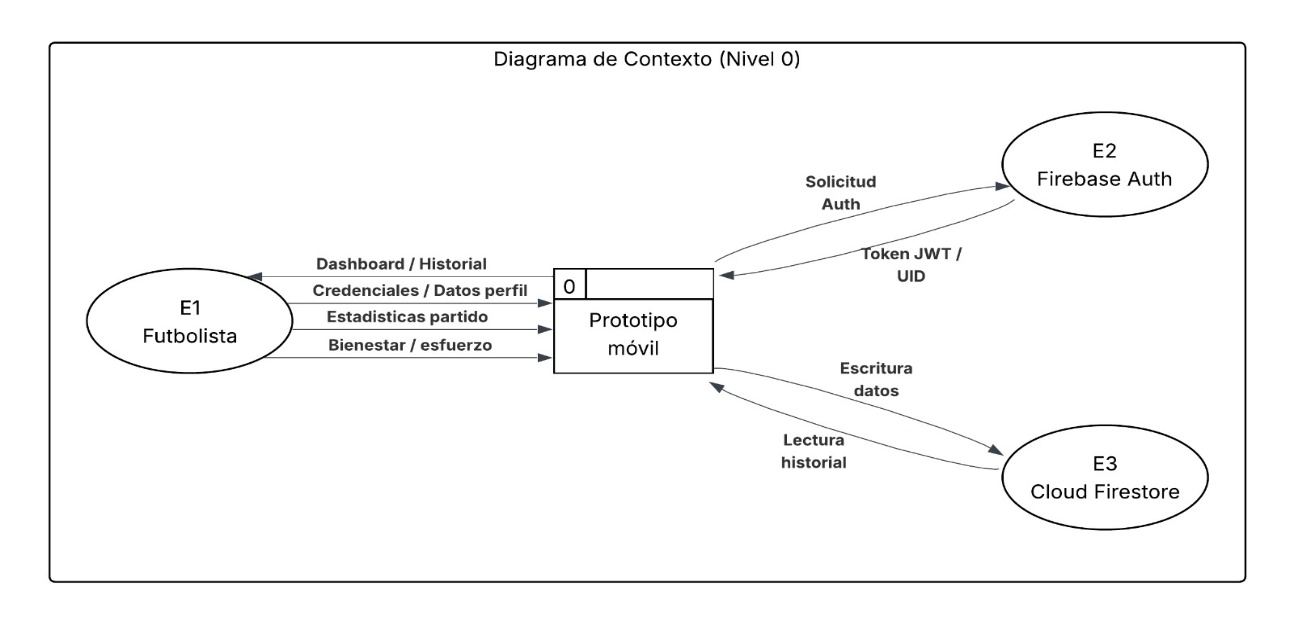 Diagrama de Contexto (Nivel 0)
E1
Futbolista
Dashboard / Historial
Credenciales / Datos perfil
Estadisticas partido
Bienestar / esfuerzo
0
Prototipo
móvil
Solicitud
Auth
Token JWT /
UID
E2
Firebase Auth
Escritura
datos
Lectura
historial
E3
Cloud Firestore